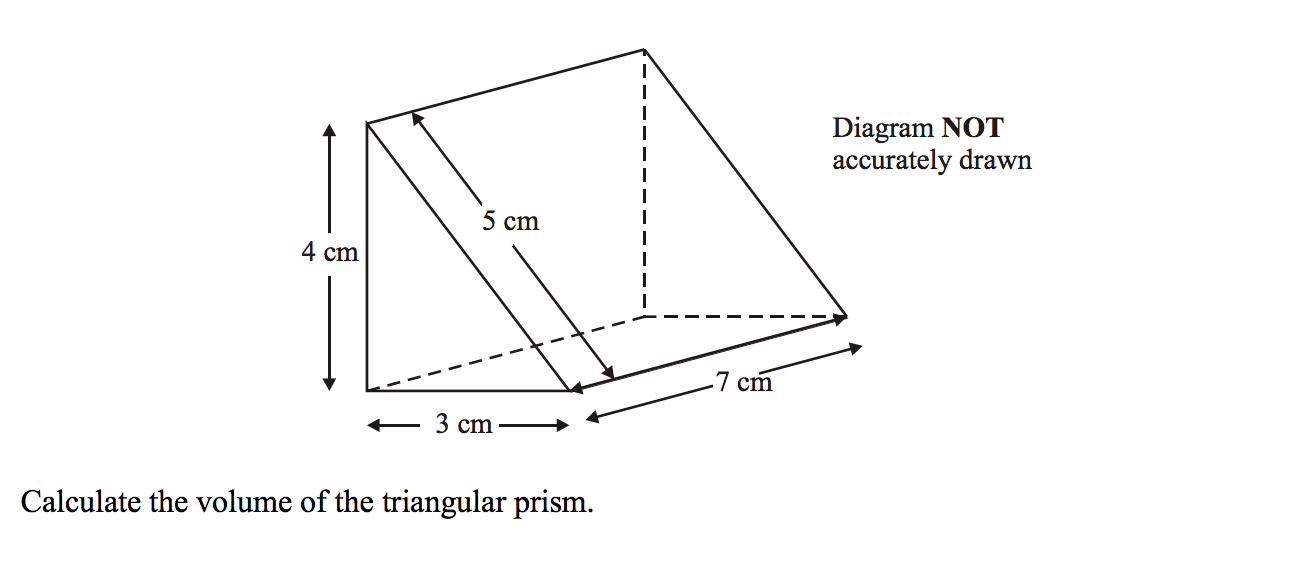 Diagram NOT
accurately drawn
5 cm
4 cm
7 cm
3 cm
Calculate the volume of the triangular prism.